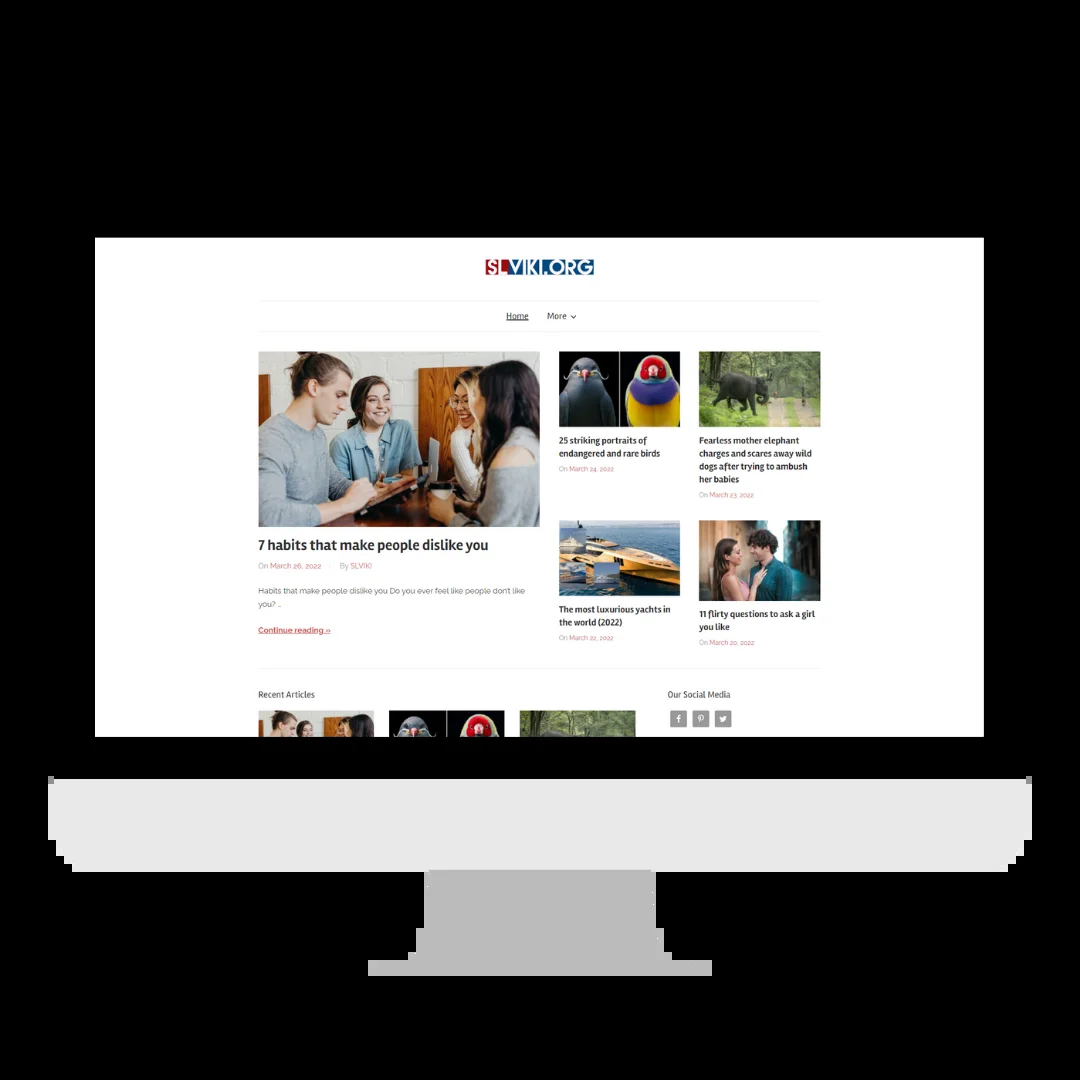 SLVIKI.ORG
Home
More
7 habits that make people dislike you
On March 26, 2022
By SLVIKI
Habits that make people dislike you Do you ever feel like people don't like
you? ..
Continue reading »
25 striking portraits of
endangered and rare birds
On March 24, 2022
Fearless mother elephant
charges and scares away wild
dogs after trying to ambush
her babies
On March 23, 2022
The most luxurious yachts in
the world (2022)
On March 22, 2022
11 flirty questions to ask a girl
you like
On March 20, 2022
Recent Articles
Our Social Media